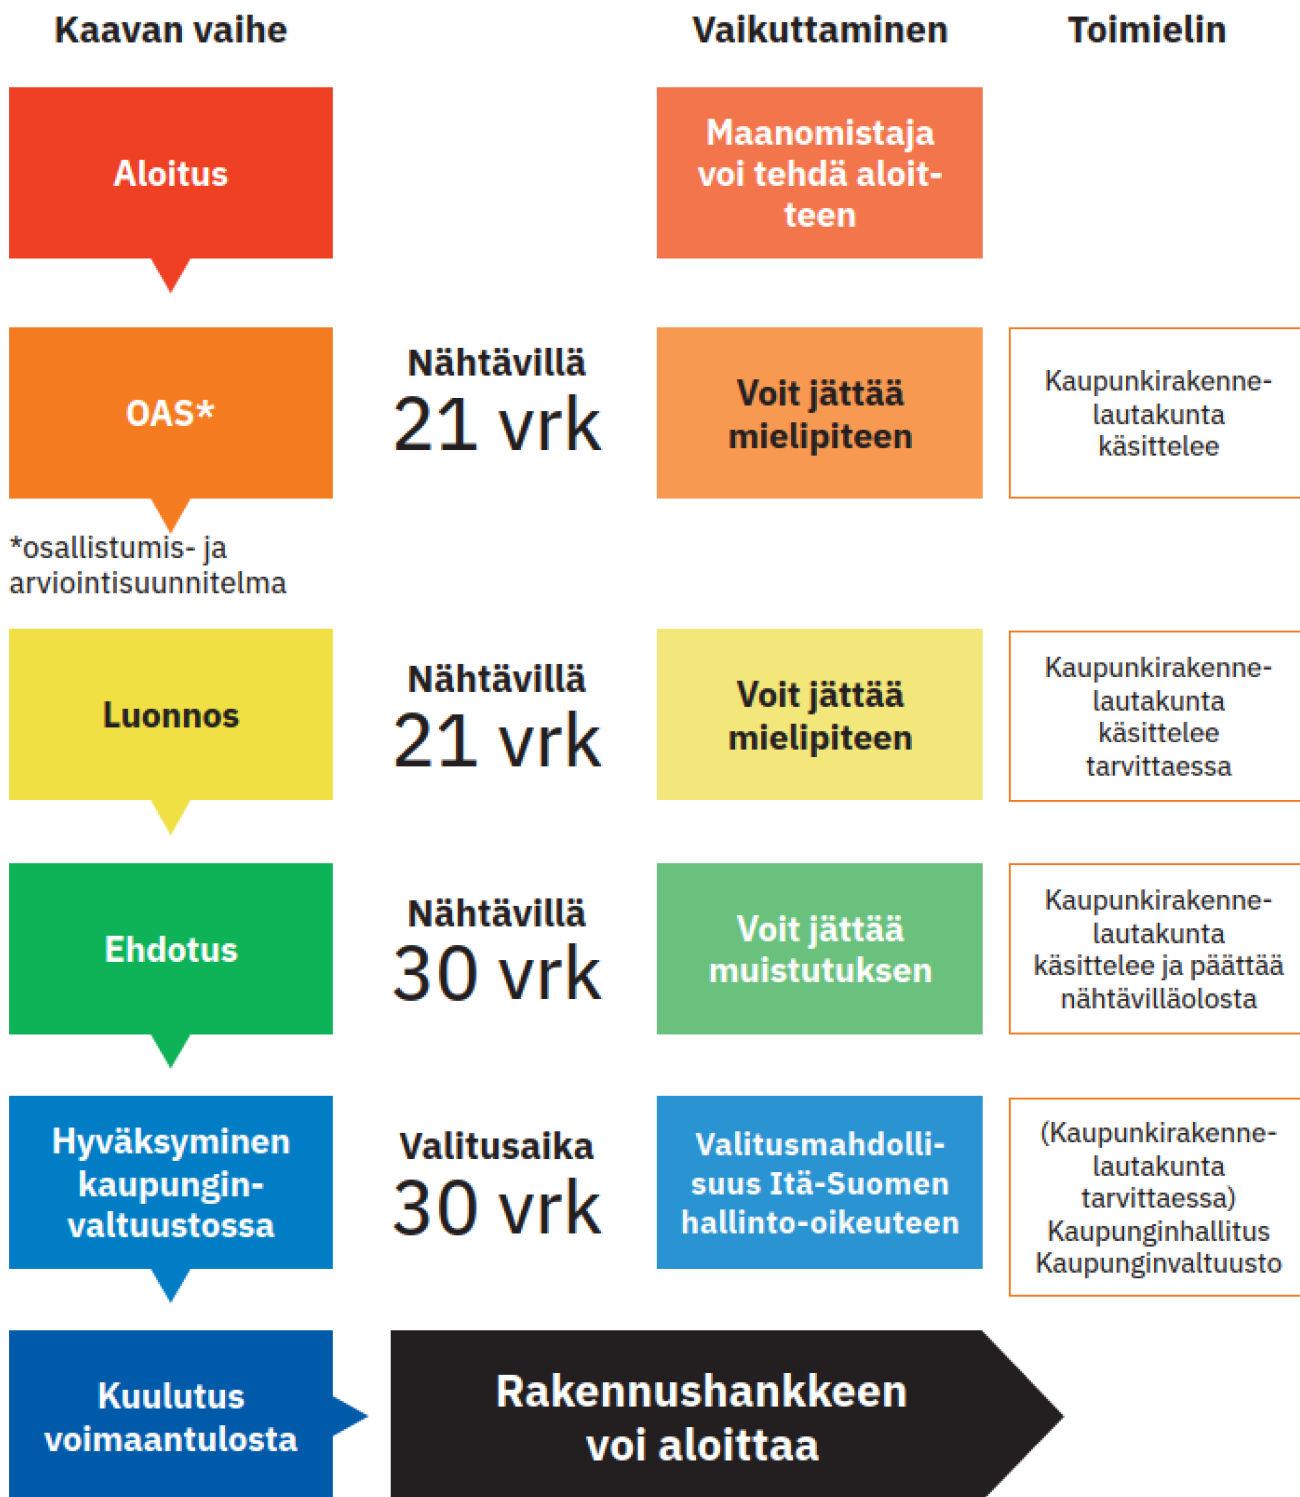 Kaavan vaihe
Vaikuttaminen
Toimielin
Aloitus
Maanomistaja
voi tehdä aloit-
teen
OAS*
Nähtävillä
21 vrk
Voit jättää
mielipiteen
Kaupunkirakenne-
lautakunta
käsittelee
*osallistumis- ja
arviointisuunnitelma
Luonnos
Nähtävillä
21 vrk
Voit jättää
mielipiteen
Kaupunkirakenne-
lautakunta
käsittelee
tarvittaessa
Ehdotus
Nähtävillä
30 vrk
Voit jättää
muistutuksen
Kaupunkirakenne-
lautakunta
käsittelee ja päättää
nähtävilläolosta
Hyväksyminen
kaupungin-
valtuustossa
Valitusaika
30 vrk
Valitusmahdolli-
suus Itä-Suomen
hallinto-oikeuteen
(Kaupunkirakenne-
lautakunta
tarvittaessa)
Kaupunginhallitus
Kaupunginvaltuusto
Kuulutus
voimaantulosta
Rakennushankkeen
voi aloittaa